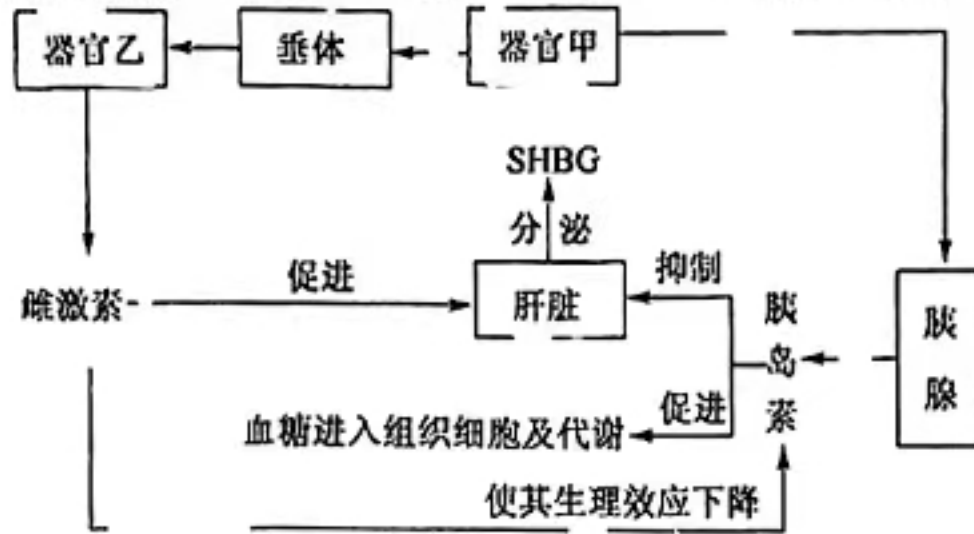 器官乙
垂体
器官甲
SHBG
分泌
促进
抑制
雌激素
肝脏
胰岛素
胰腺
促进
血糖进入组织细胞及代谢
使其生理效应下降